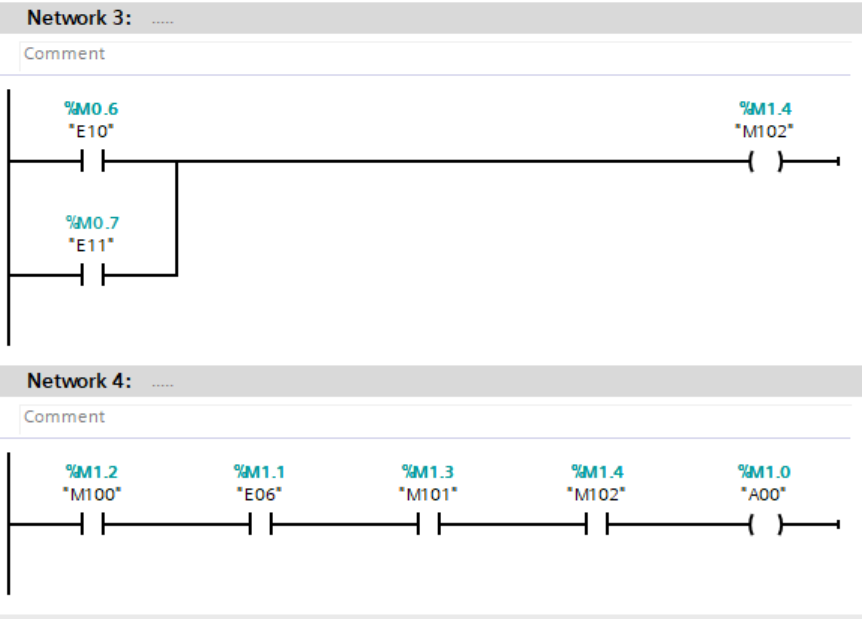 Network 3: .....
Comment
%M0.6 %M1.4
"E10" "M102"
%M0.7
"E11"
Network 4: .....
Comment
%M1.2 %M1.1 %M1.3 %M1.4 %M1.0
"M100" "E06" "M101" "M102" "A00"